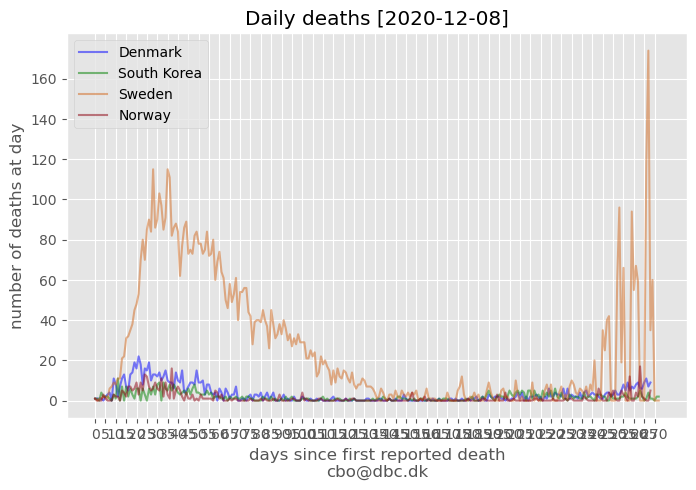 Daily deaths [2020-12-08]
Denmark
South Korea
Sweden
Norway
number of deaths at day
160
140
120
100
80
60
40
20
0
days since first reported death
cbo@dbc.dk